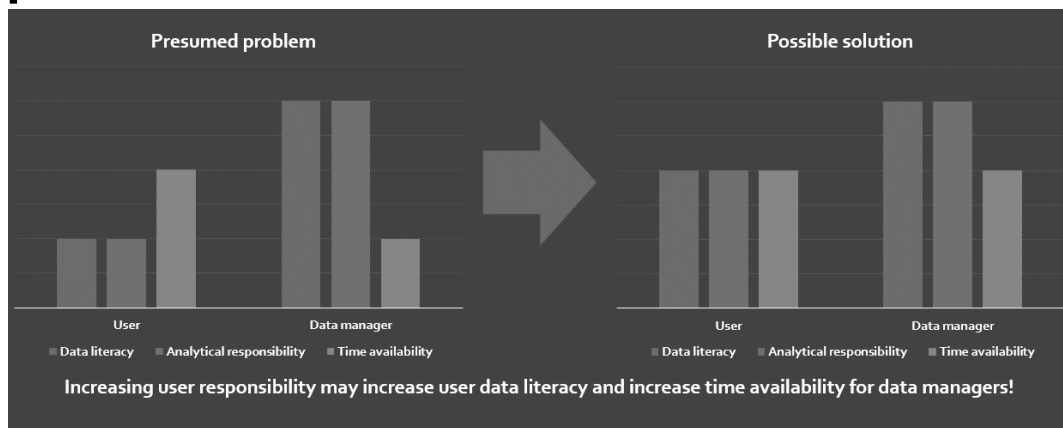 Presumed problem
Possible solution
User
Data manager
User
Data manager
Data literacy Analytical responsibility Time availability
Data literacy Analytical responsibility Time availability
Increasing user responsibility may increase user data literacy and increase time availability for data managers!